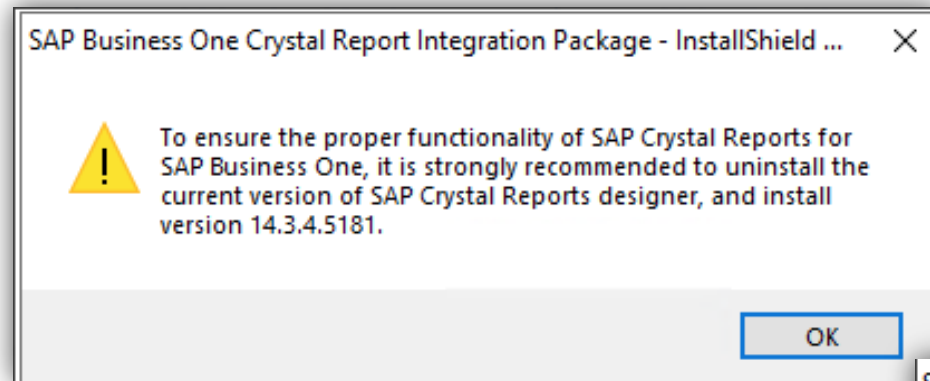 SAP Business One Crystal Report Integration Package - InstallShield ...
To ensure the proper functionality of SAP Crystal Reports for
SAP Business One, it is strongly recommended to uninstall the
current version of SAP Crystal Reports designer, and install
version 14.3.4.5181.
OK